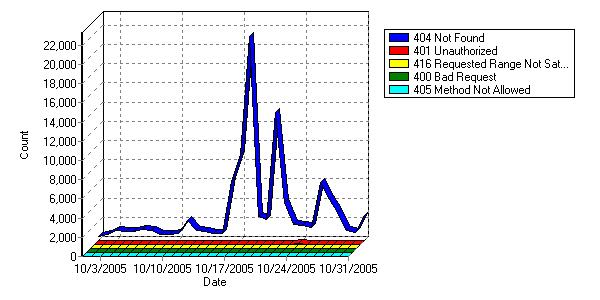 22,000
20,000
18,000
16,000
14,000
12,000
10,000
8,000
6,000
4,000
2,000
0
Count
10/3/2005 10/10/2005 10/17/2005 10/24/2005 10/31/2005
Date
404 Not Found
401 Unauthorized
416 Requested Range Not Sat...
400 Bad Request
405 Method Not Allowed